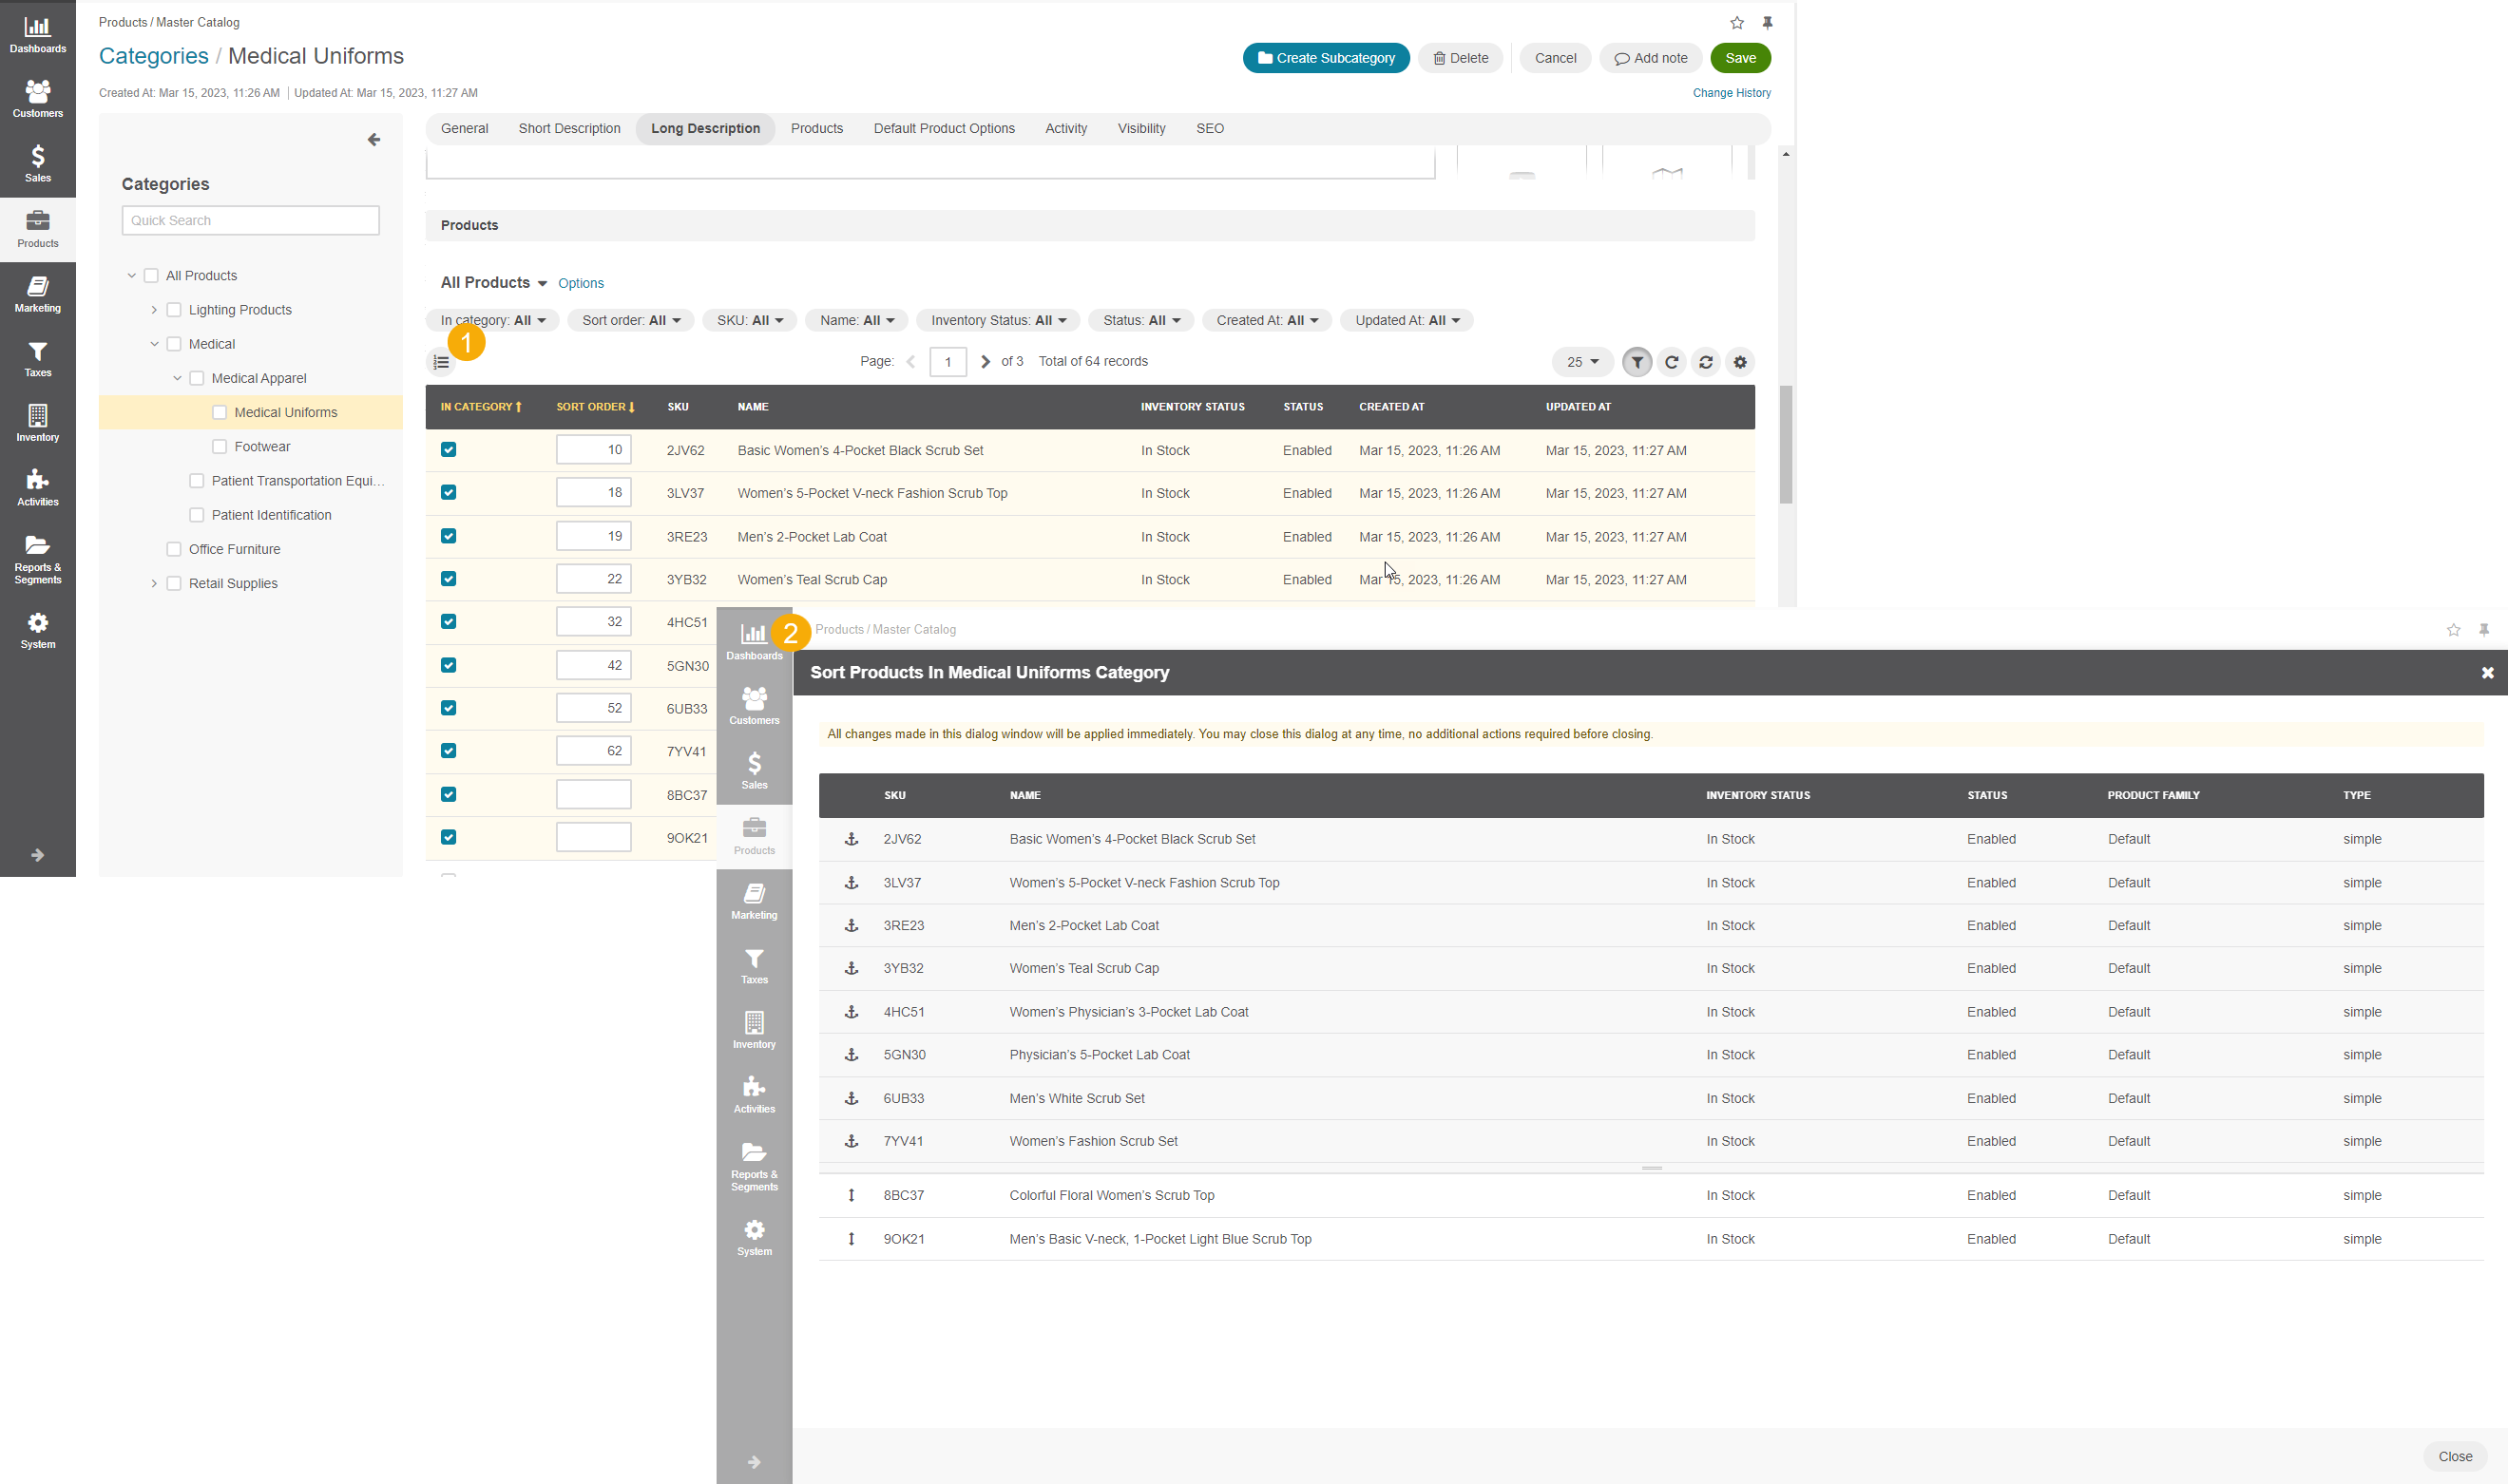 Products / Master Catalog
Categories / Medical Uniforms
Create Subcategory Delete Cancel Add note Save
Created At: Mar 15, 2023, 11:26 AM Updated At: Mar 15, 2023, 11:27 AM
Change History
Dashboards
Customers
Sales
Products
Marketing
Taxes
Inventory
Activities
Reports &
Segments
System
Categories
Quick Search
All Products
Lighting Products
Medical
Medical Apparel
Medical Uniforms
Footwear
Patient Transportation Equi...
Patient Identification
Office Furniture
Retail Supplies
General Short Description Long Description Products Default Product Options Activity Visibility SEO
Products
All Products Options
In category: All Sort order: All SKU: All Name: All Inventory Status: All Status: All Created At: All Updated At: All
1
Page: 1 of 3 Total of 64 records 25
IN CATEGORY SORT ORDER SKU NAME INVENTORY STATUS STATUS CREATED AT UPDATED AT
10 2JV62 Basic Women's 4-Pocket Black Scrub Set In Stock Enabled Mar 15, 2023, 11:26 AM Mar 15, 2023, 11:27 AM
18 3LV37 Women's 5-Pocket V-neck Fashion Scrub Top In Stock Enabled Mar 15, 2023, 11:26 AM Mar 15, 2023, 11:27 AM
19 3RE23 Men's 2-Pocket Lab Coat In Stock Enabled Mar 15, 2023, 11:26 AM Mar 15, 2023, 11:27 AM
22 3YB32 Women's Teal Scrub Cap In Stock Enabled Mar 15, 2023, 11:26 AM Mar 15, 2023, 11:27 AM
32 4HC51
42 5GN30
52 6UB33
62 7YV41
8BC37
9OK21
2
Products / Master Catalog
Dashboards
Customers
Sales
Products
Marketing
Taxes
Inventory
Activities
Reports &
Segments
System
Sort Products In Medical Uniforms Category
All changes made in this dialog window will be applied immediately. You may close this dialog at any time, no additional actions required before closing.
SKU NAME INVENTORY STATUS STATUS PRODUCT FAMILY TYPE
2JV62 Basic Women's 4-Pocket Black Scrub Set In Stock Enabled Default simple
3LV37 Women's 5-Pocket V-neck Fashion Scrub Top In Stock Enabled Default simple
3RE23 Men's 2-Pocket Lab Coat In Stock Enabled Default simple
3YB32 Women's Teal Scrub Cap In Stock Enabled Default simple
4HC51 Women's Physician's 3-Pocket Lab Coat In Stock Enabled Default simple
5GN30 Physician's 5-Pocket Lab Coat In Stock Enabled Default simple
6UB33 Men's White Scrub Set In Stock Enabled Default simple
7YV41 Women's Fashion Scrub Set In Stock Enabled Default simple
8BC37 Colorful Floral Women's Scrub Top In Stock Enabled Default simple
9OK21 Men's Basic V-neck, 1-Pocket Light Blue Scrub Top In Stock Enabled Default simple
Close